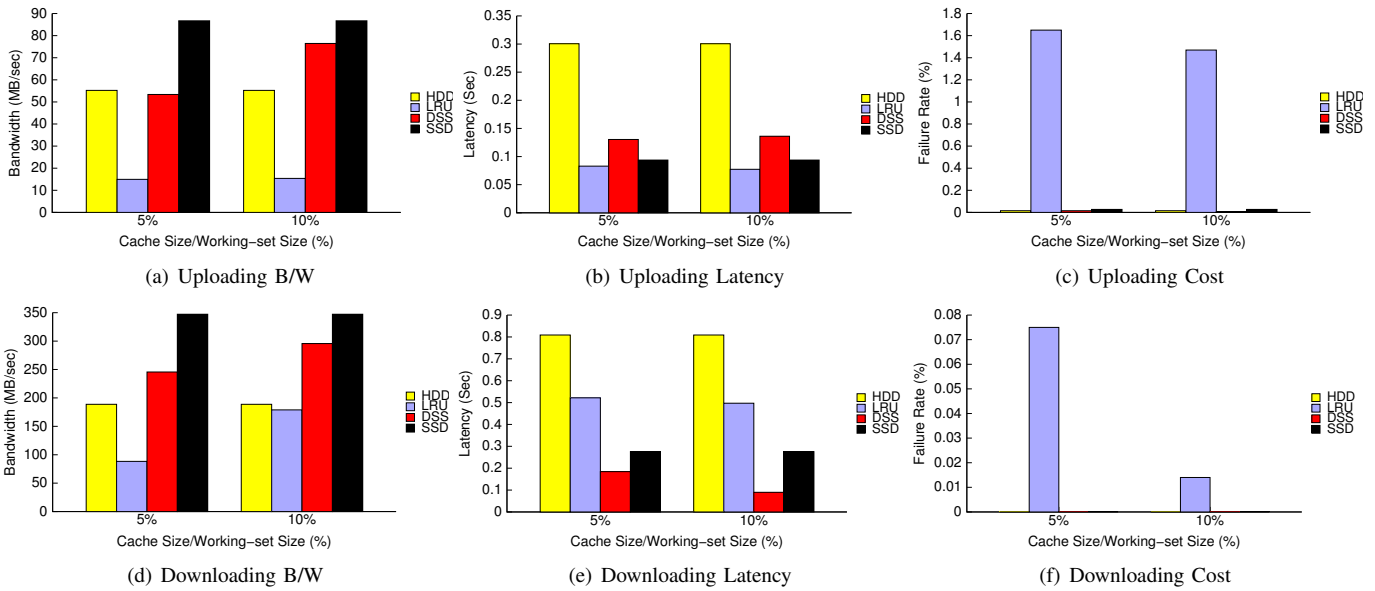 Bandwidth (MB/sec)
90
80
70
60
50
40
30
20
10
0
5%
10%
Cache Size/Working−set Size (%)
HDD
LRU
DSS
SSD
(a) Uploading B/W
Latency (Sec)
0.35
0.3
0.25
0.2
0.15
0.1
0.05
0
5%
10%
Cache Size/Working−set Size (%)
HDD
LRU
DSS
SSD
(b) Uploading Latency
Failure Rate (%)
1.8
1.6
1.4
1.2
1
0.8
0.6
0.4
0.2
0
5%
10%
Cache Size/Working−set Size (%)
HDD
LRU
DSS
SSD
(c) Uploading Cost
Bandwidth (MB/sec)
350
300
250
200
150
100
50
0
5%
10%
Cache Size/Working−set Size (%)
HDD
LRU
DSS
SSD
(d) Downloading B/W
Latency (Sec)
0.9
0.8
0.7
0.6
0.5
0.4
0.3
0.2
0.1
5%
10%
Cache Size/Working−set Size (%)
HDD
LRU
DSS
SSD
(e) Downloading Latency
Failure Rate (%)
0.08
0.07
0.06
0.05
0.04
0.03
0.02
0.01
0
5%
10%
Cache Size/Working−set Size (%)
HDD
LRU
DSS
SSD
(f) Downloading Cost